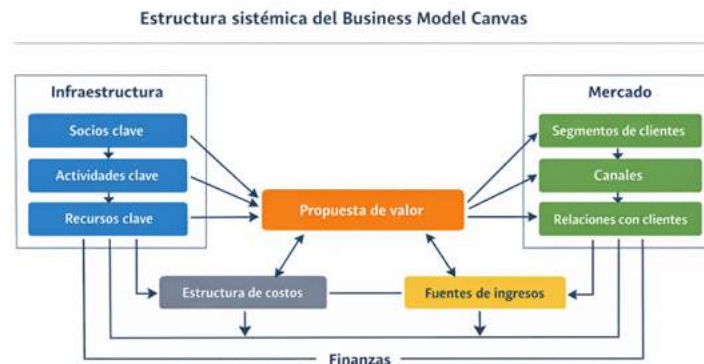 Estructura sistémica del Business Model Canvas
Infraestructura
Socios clave
Actividades clave
Recursos clave
Propuesta de valor
Mercado
Segmentos de clientes
Canales
Relaciones con clientes
Estructura de costos
Fuentes de ingresos
Finanzas